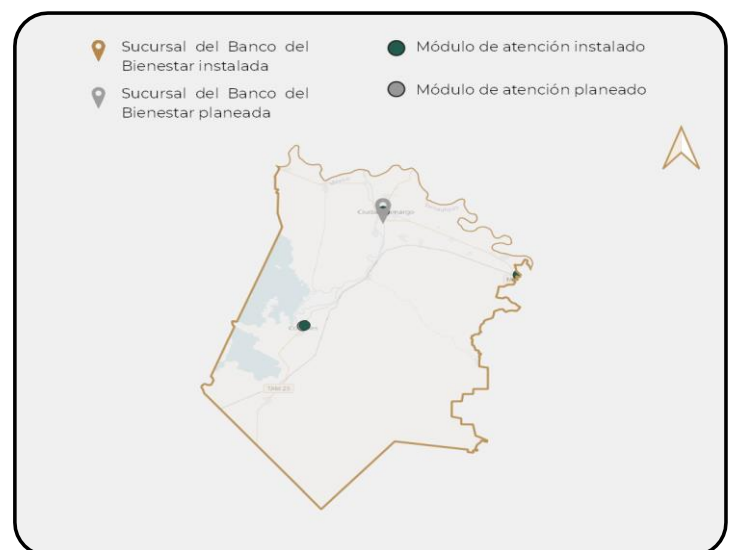 Sucursal del Banco del
Bienestar instalada
Sucursal del Banco del
Bienestar planeada
Módulo de atención instalado
Módulo de atención planeado